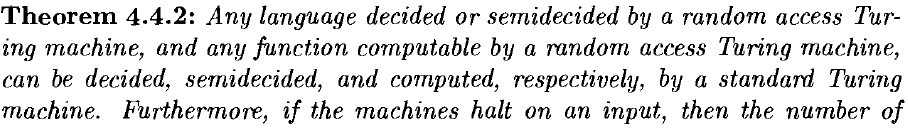 Theorem 4.4.2: Any language decided or semidecided by a random access Tur-
ing machine, and any function computable by a random access Turing machine,
can be decided, semidecided, and computed, respectively, by a standard Turing
machine. Furthermore, if the machines halt on an input, then the number of